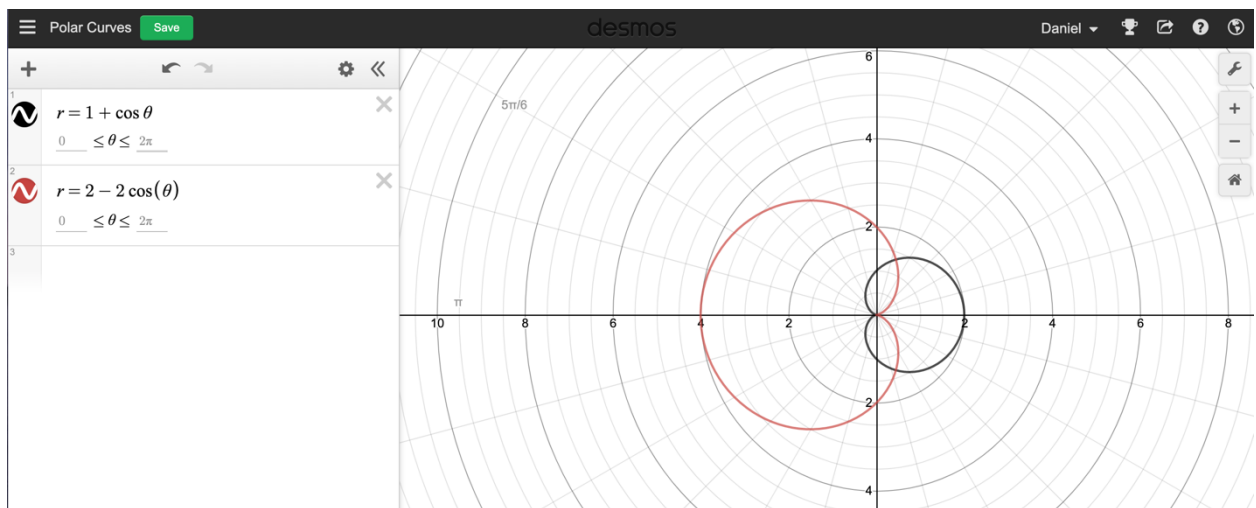 Polar Curves Save desmos Daniel
1
r = 1 + cos θ
0 ≤ θ ≤ 2π
2
r = 2 − 2 cos(θ)
0 ≤ θ ≤ 2π
3
6
5π/6
4
2
π
10 8 6 4 2 2 4 6 8
2
4